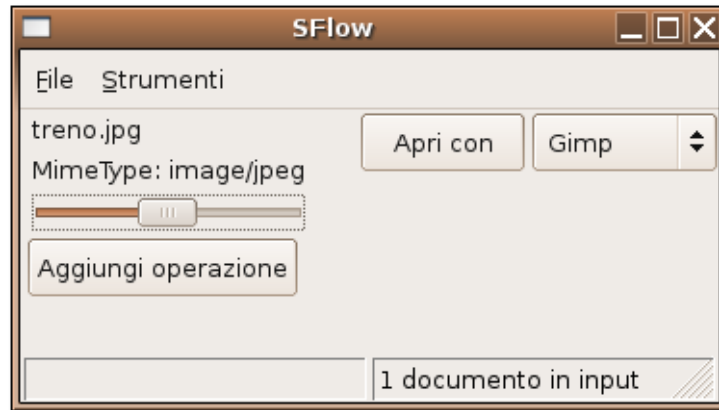 SFlow
File Strumenti
treno.jpg
MimeType: image/jpeg
Apri con Gimp
Aggiungi operazione
1 documento in input